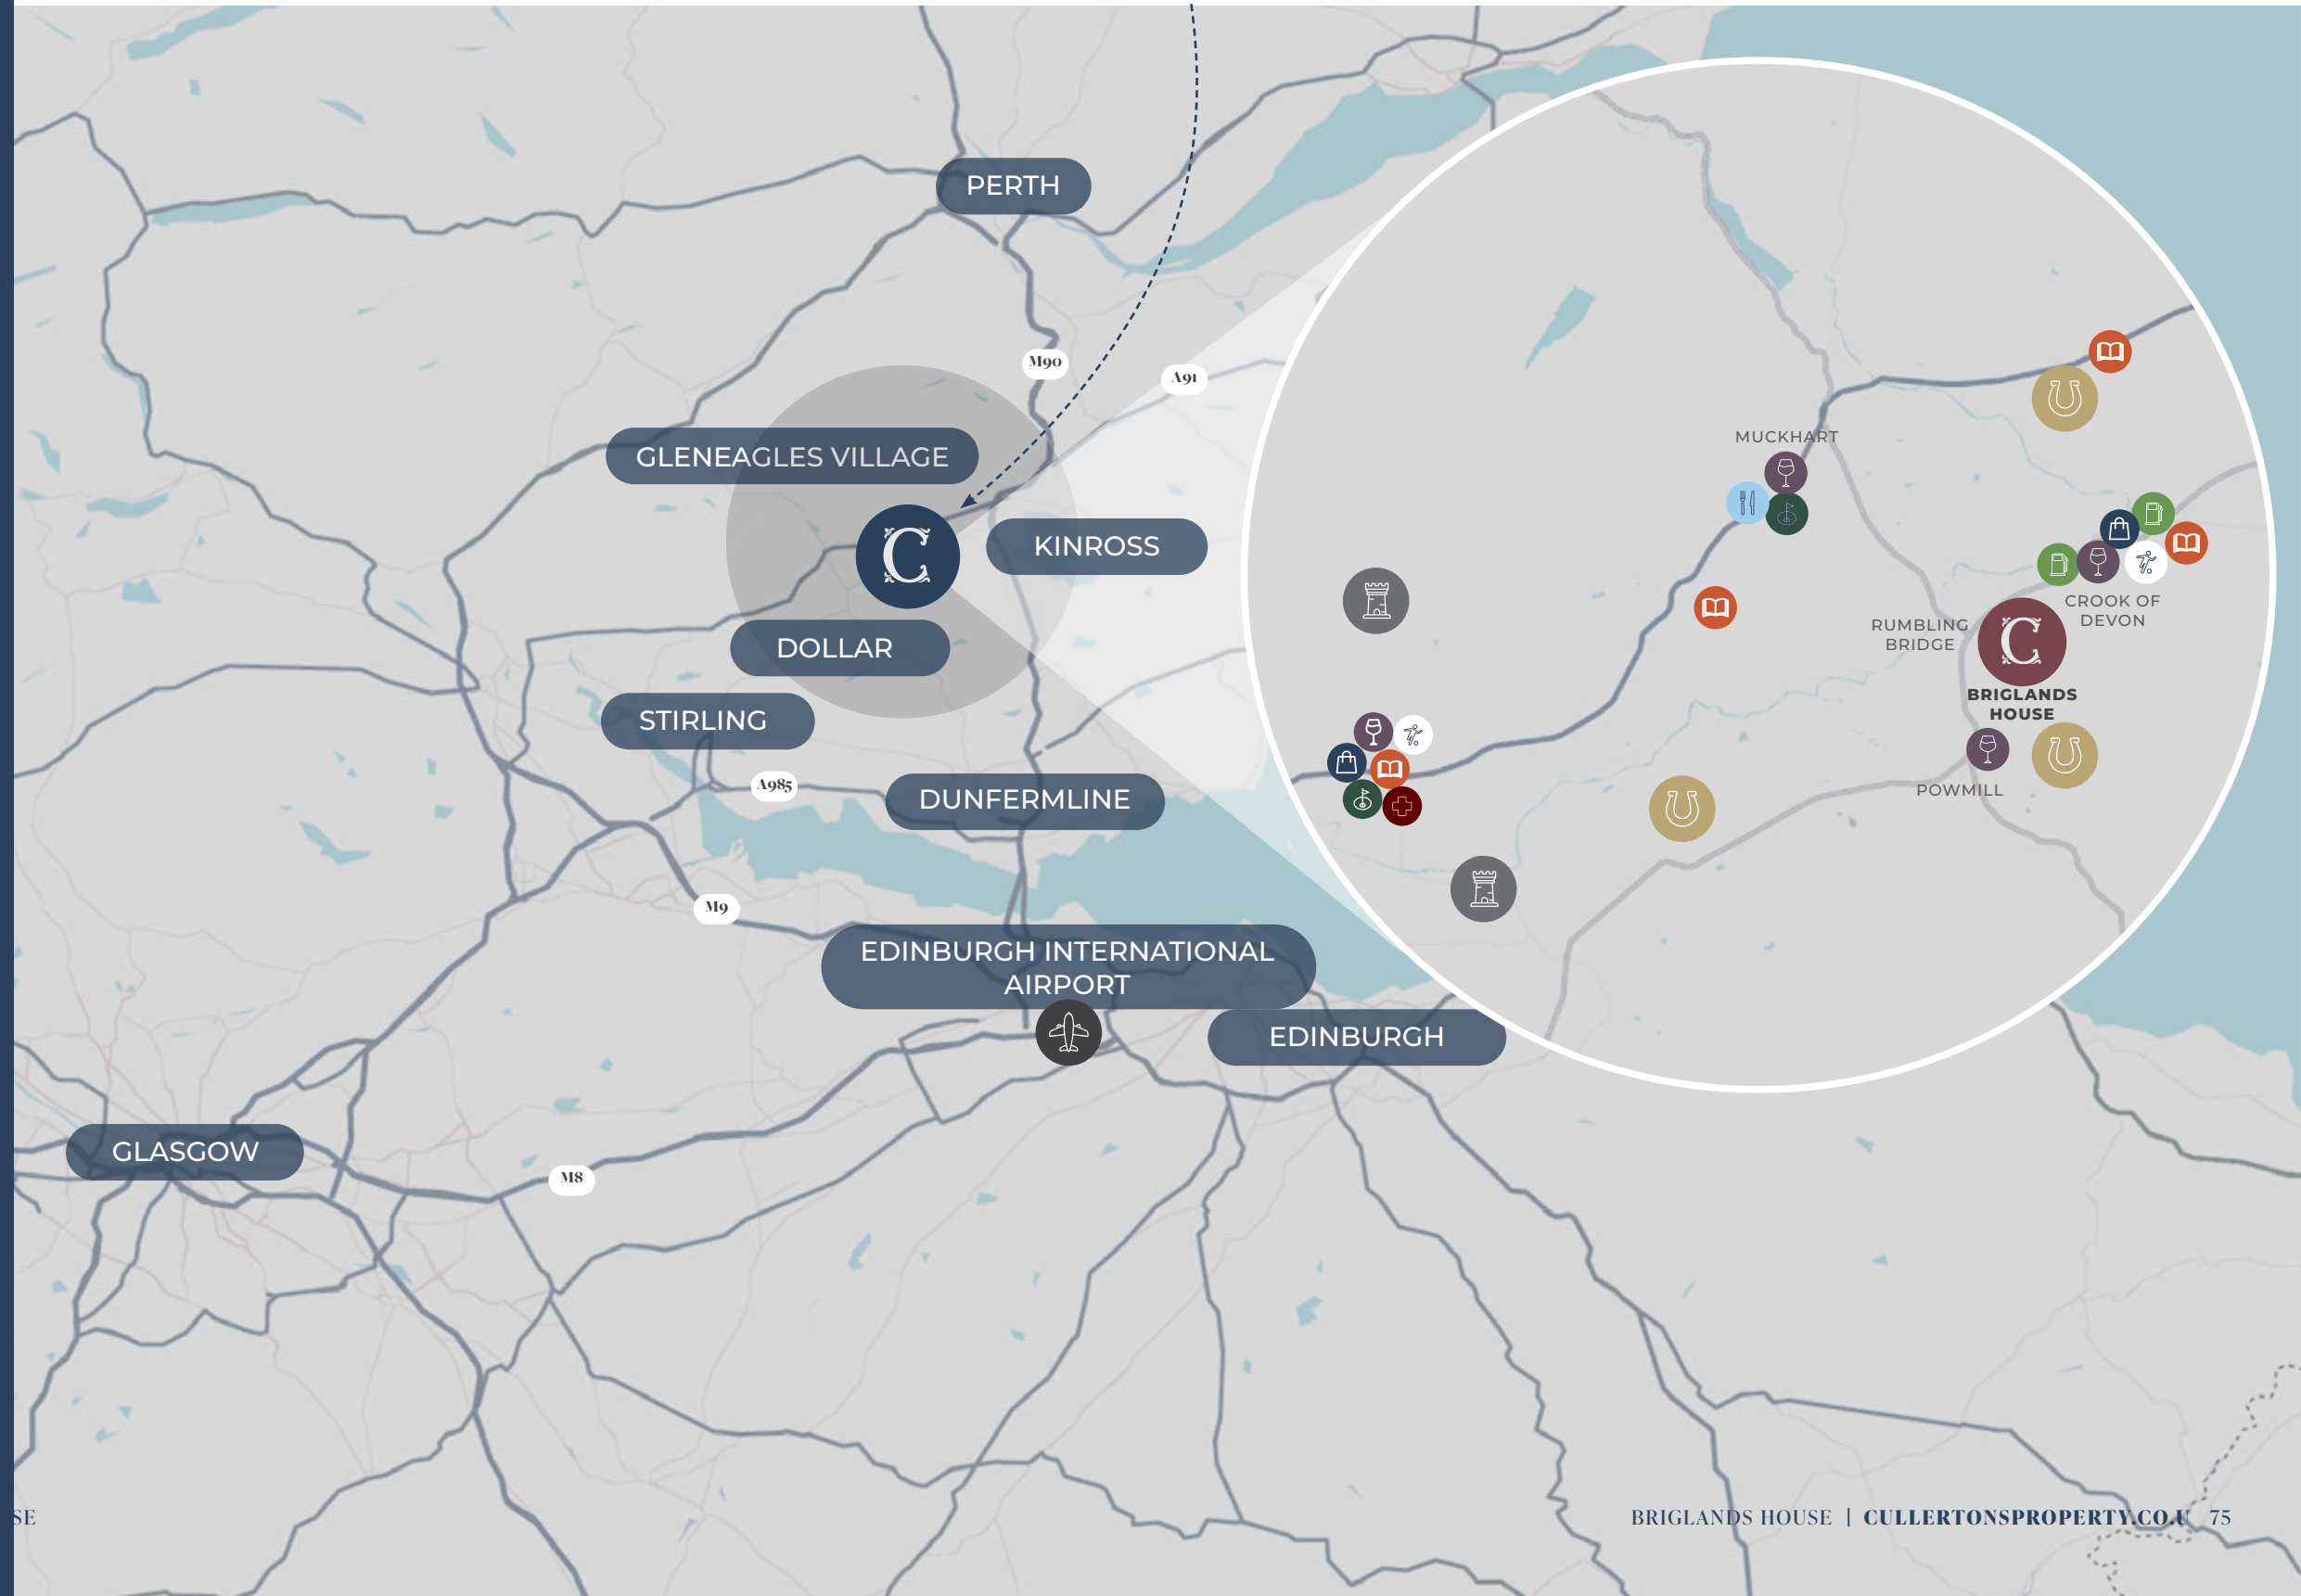 PERTH
M90
A91
GLENEAGLES VILLAGE
C
KINROSS
DOLLAR
STIRLING
A985
DUNFERMLINE
M9
EDINBURGH INTERNATIONAL
AIRPORT
EDINBURGH
GLASGOW
M8
MUCKHART
CROOK OF
DEVON
RUMBLING
BRIDGE
C
BRIGLANDS
HOUSE
POWMILL
SE
BRIGLANDS HOUSE | CULLERTONSPROPERTY.CO.U 75